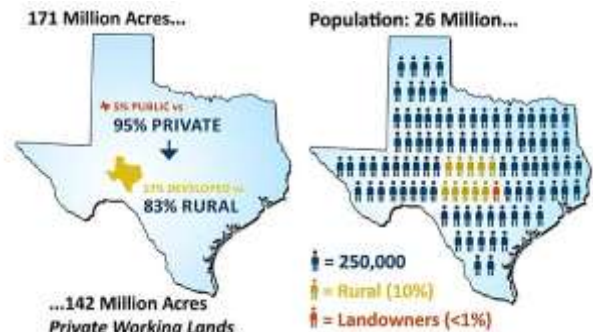 171 Million Acres...
5% PUBLIC vs
95% PRIVATE
17% DEVELOPED vs
83% RURAL
...142 Million Acres
Private Working Lands
Population: 26 Million...
= 250,000
= Rural (10%)
= Landowners (<1%)